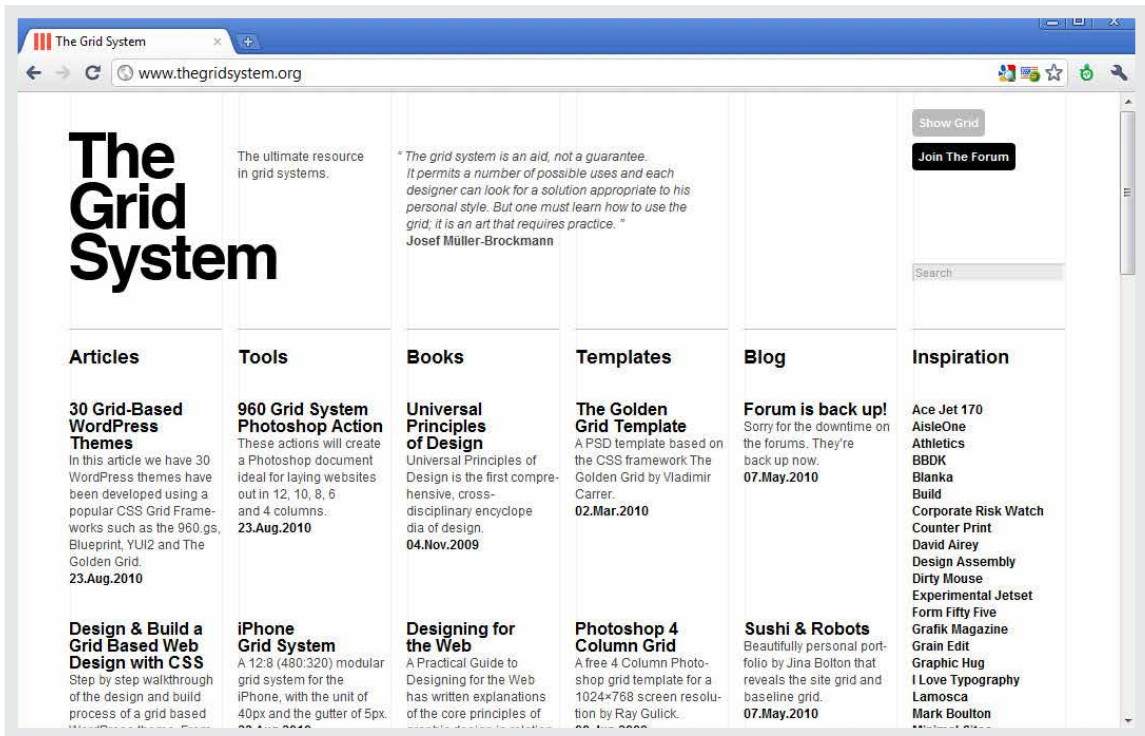 The Grid System
www.thegridsystem.org
The
Grid
System
The ultimate resource
in grid systems.
“ The grid system is an aid, not a guarantee.
It permits a number of possible uses and each
designer can look for a solution appropriate to his
personal style. But one must learn how to use the
grid; it is an art that requires practice. ”
Josef Müller-Brockmann
Show Grid
Join The Forum
Search
Articles
30 Grid-Based
WordPress
Themes
In this article we have 30
WordPress themes have
been developed using a
popular CSS Grid Frame-
works such as the 960.gs,
Blueprint, YUI2 and The
Golden Grid.
23.Aug.2010
Design & Build a
Grid Based Web
Design with CSS
Step by step walkthrough
of the design and build
process of a grid based
Tools
960 Grid System
Photoshop Action
These actions will create
a Photoshop document
ideal for laying websites
out in 12, 10, 8, 6
and 4 columns.
23.Aug.2010
iPhone
Grid System
A 12:8 (480:320) modular
grid system for the
iPhone, with the unit of
40px and the gutter of 5px.
Books
Universal
Principles
of Design
Universal Principles of
Design is the first compre-
hensive, cross-
disciplinary encyclope
dia of design.
04.Nov.2009
Designing for
the Web
A Practical Guide to
Designing for the Web
has written explanations
of the core principles of
Templates
The Golden
Grid Template
A PSD template based on
the CSS framework The
Golden Grid by Vladimir
Carrer.
02.Mar.2010
Photoshop 4
Column Grid
A free 4 Column Photo-
shop grid template for a
1024×768 screen resolu-
tion by Ray Gulick.
Blog
Forum is back up!
Sorry for the downtime on
the forums. They're
back up now.
07.May.2010
Sushi & Robots
Beautifully personal port-
folio by Jina Bolton that
reveals the site grid and
baseline grid.
07.May.2010
Inspiration
Ace Jet 170
AisleOne
Athletics
BBDK
Blanka
Build
Corporate Risk Watch
Counter Print
David Airey
Design Assembly
Dirty Mouse
Experimental Jetset
Form Fifty Five
Grafik Magazine
Grain Edit
Graphic Hug
I Love Typography
Lamosca
Mark Boulton